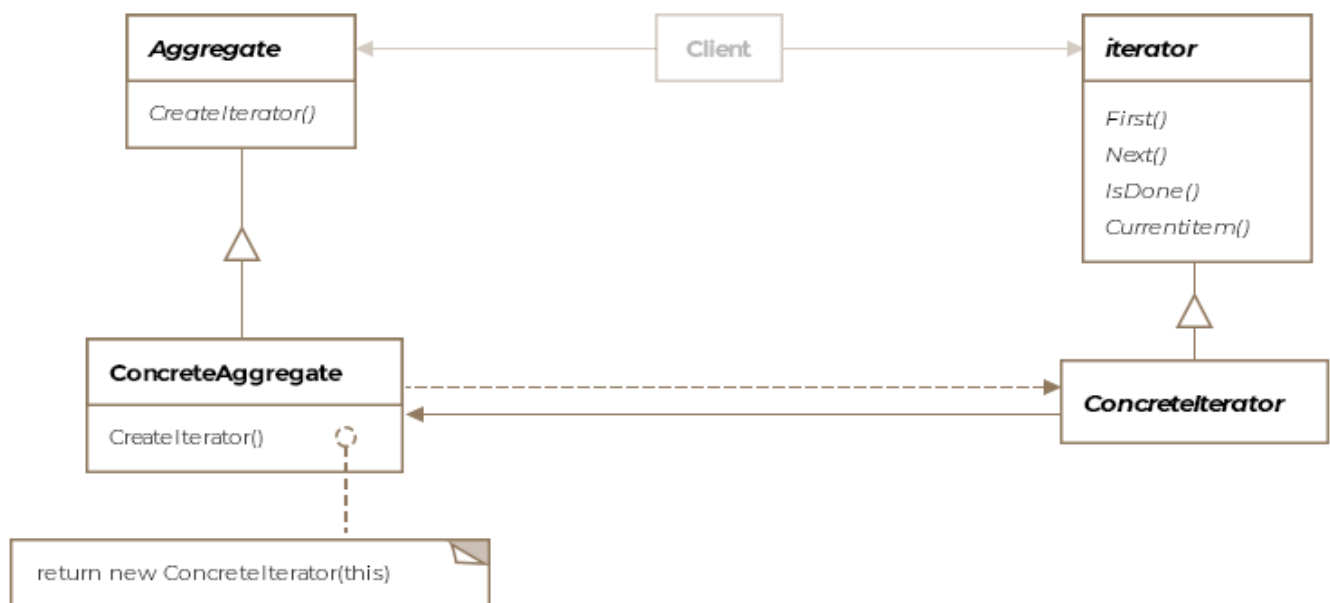 Aggregate
CreateIterator()
Client
iterator
First()
Next()
IsDone()
Currentitem()
ConcreteAggregate
CreateIterator()
ConcreteIterator
return new ConcreteIterator(this)